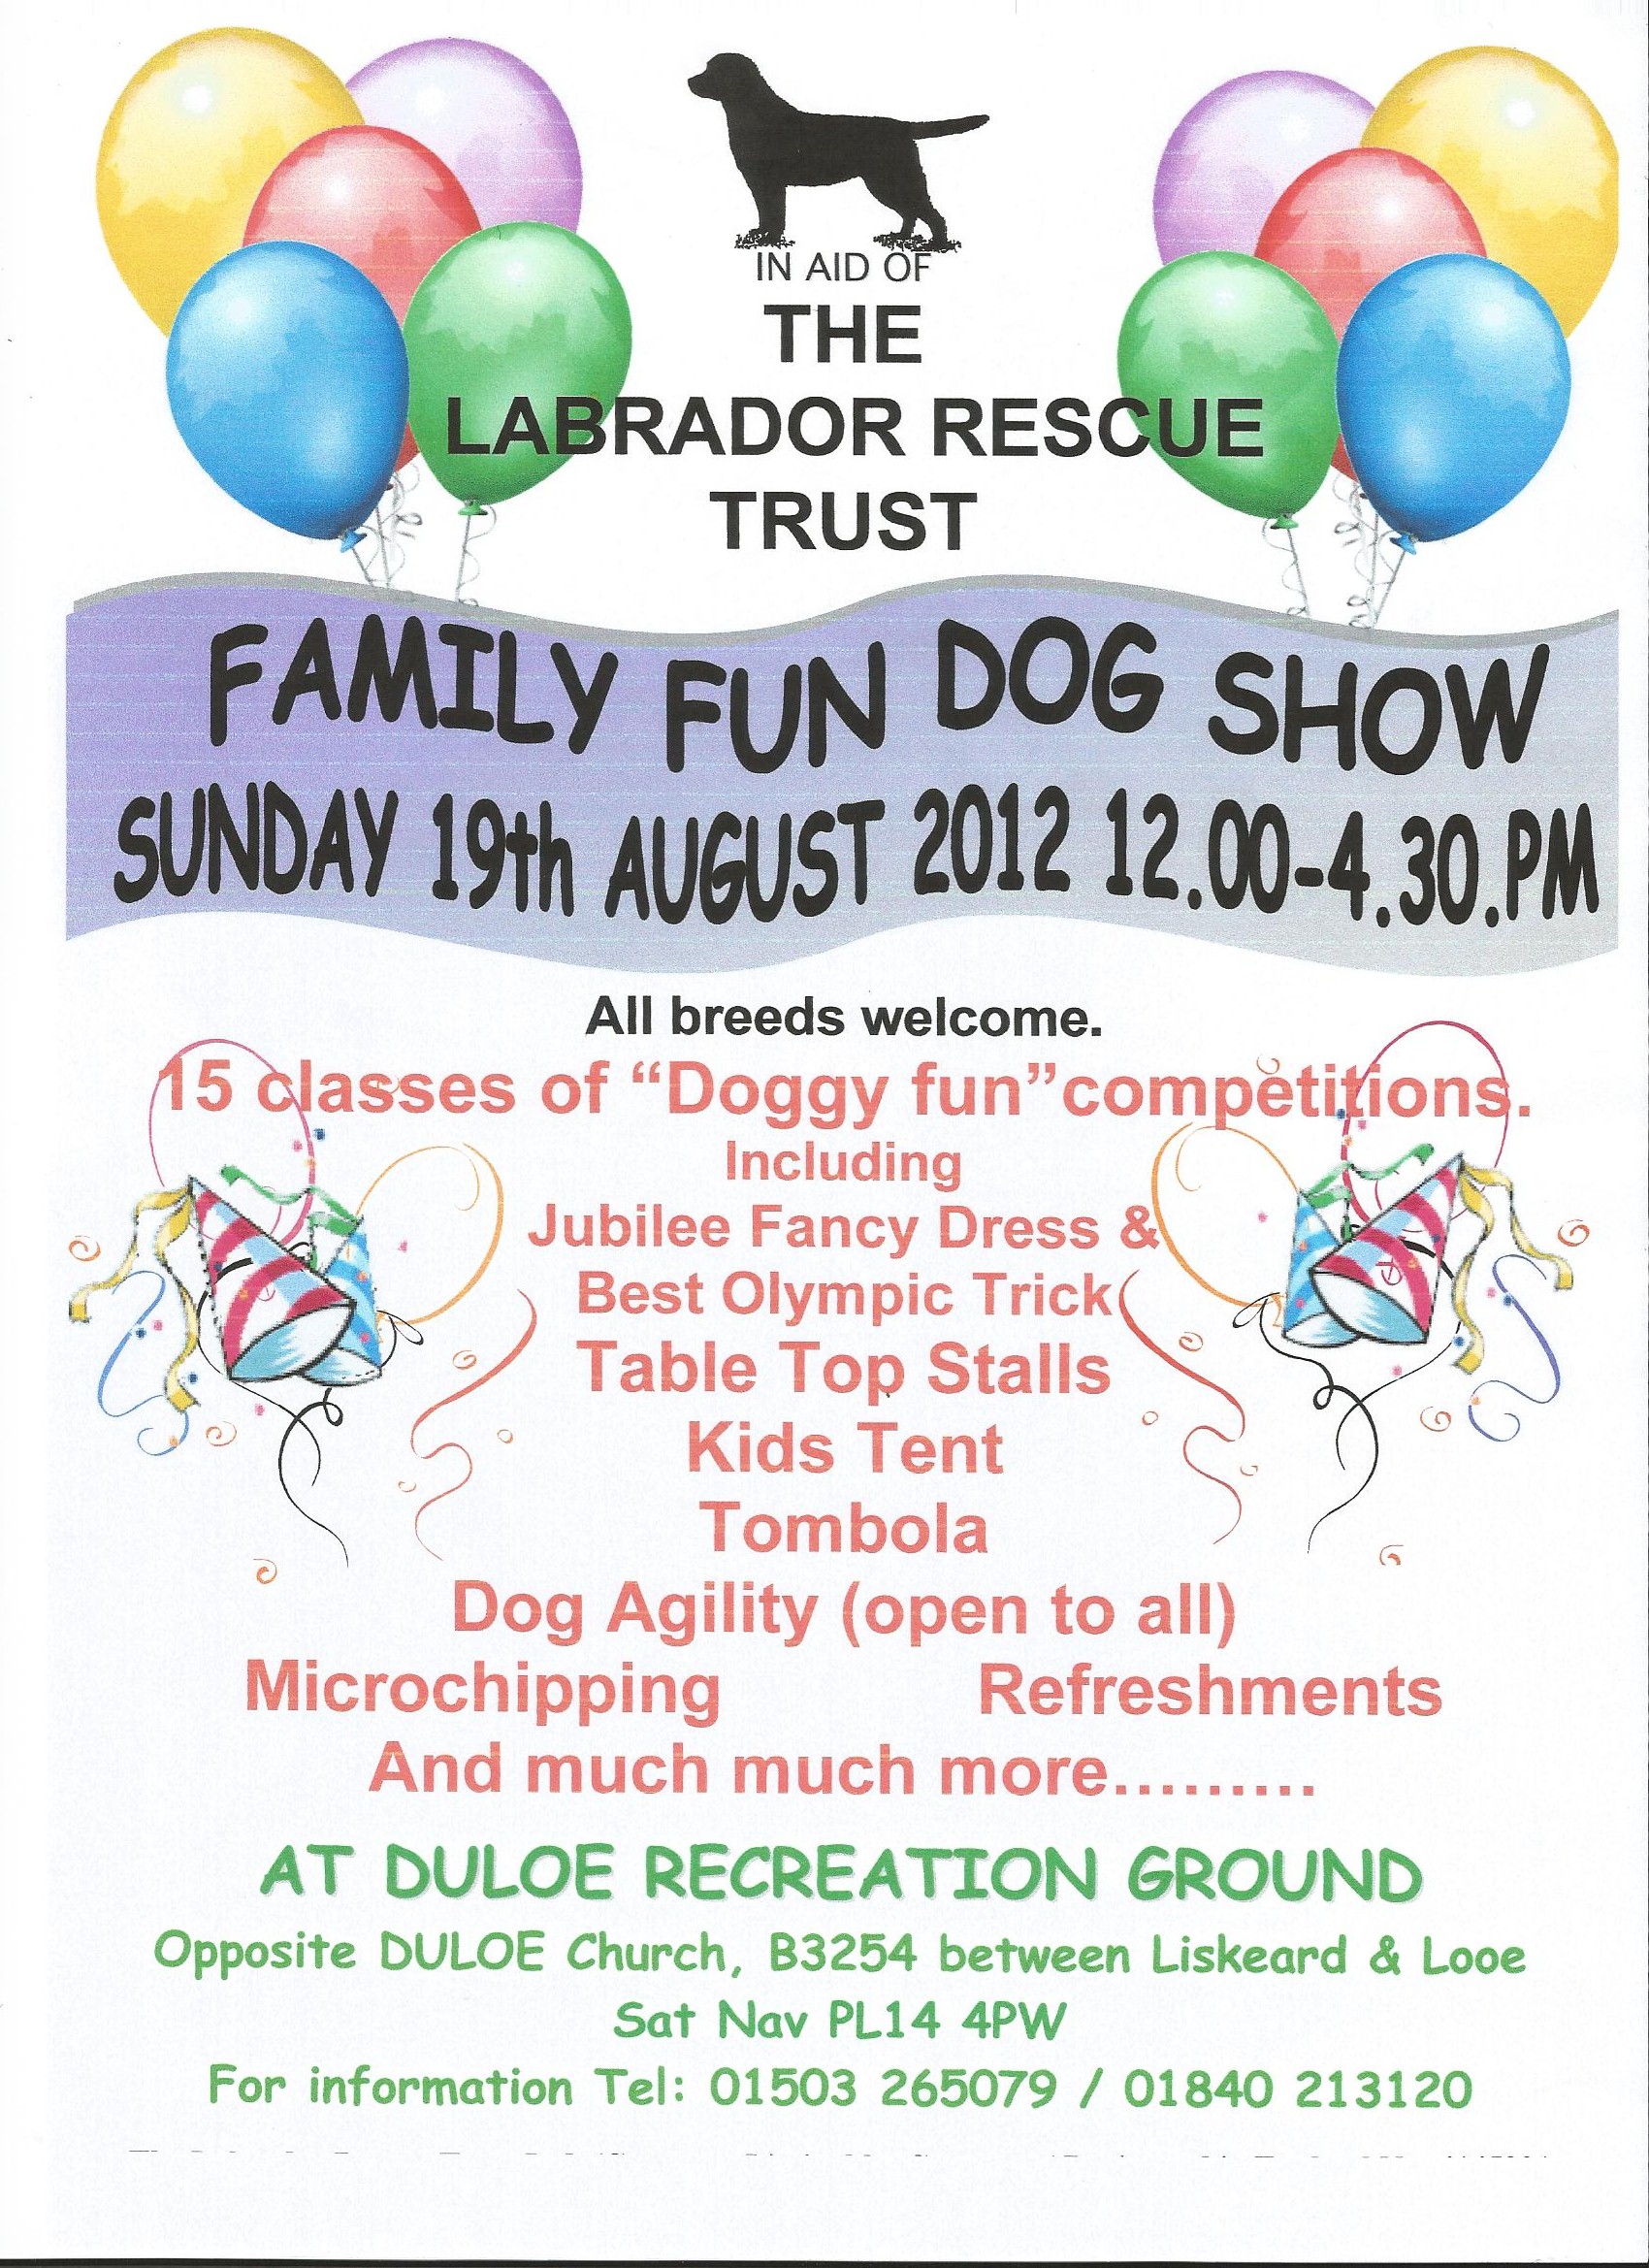 IN AID OF
THE
LABRADOR RESCUE
TRUST
FAMILY FUN DOG SHOW
SUNDAY 19th AUGUST 2012 12.00-4.30.PM
All breeds welcome.
15 classes of “Doggy fun”competitions.
Including
Jubilee Fancy Dress &
Best Olympic Trick
Table Top Stalls
Kids Tent
Tombola
Dog Agility (open to all)
Microchipping Refreshments
And much much more.........
AT DULOE RECREATION GROUND
Opposite DULOE Church, B3254 between Liskeard & Looe
Sat Nav PL14 4PW
For information Tel: 01503 265079 / 01840 213120